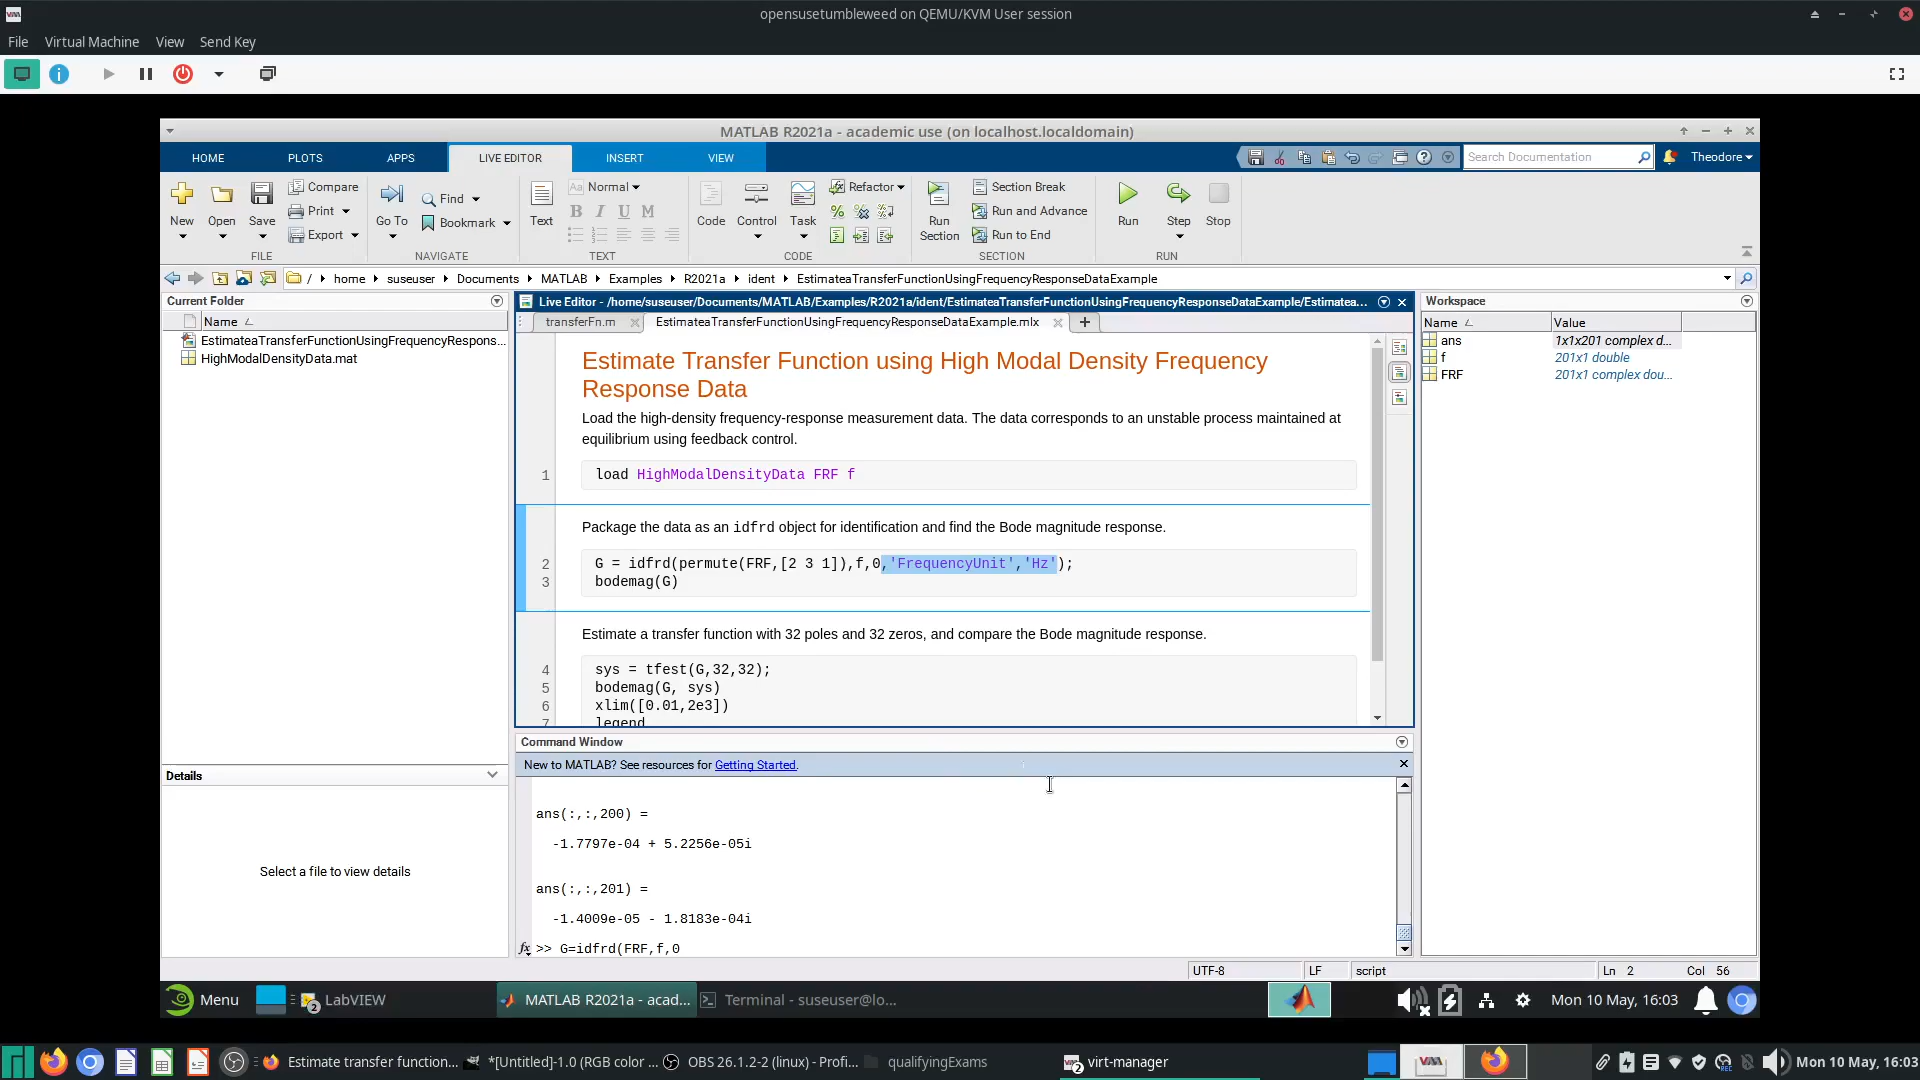 opensusetumbleweed on QEMU/KVM User session
File Virtual Machine View Send Key
MATLAB R2021a - academic use (on localhost.localdomain)
HOME PLOTS APPS LIVE EDITOR INSERT VIEW
Search Documentation Theodore
New Open Save Compare Print Export FILE
Go To Find Bookmark NAVIGATE
Text Aa Normal B I U M TEXT
Code Control Task Refactor CODE
Run Section Section Break Run and Advance Run to End SECTION
Run Step Stop RUN
/ home suseuser Documents MATLAB Examples R2021a ident EstimateaTransferFunctionUsingFrequencyResponseDataExample
Current Folder
Name
EstimateaTransferFunctionUsingFrequencyRespons...
HighModalDensityData.mat
Details
Select a file to view details
Live Editor - /home/suseuser/Documents/MATLAB/Examples/R2021a/ident/EstimateaTransferFunctionUsingFrequencyResponseDataExample/Estimatea...
transferFn.m EstimateaTransferFunctionUsingFrequencyResponseDataExample.mlx
Estimate Transfer Function using High Modal Density Frequency
Response Data
Load the high-density frequency-response measurement data. The data corresponds to an unstable process maintained at
equilibrium using feedback control.
1 load HighModalDensityData FRF f
Package the data as an idfrd object for identification and find the Bode magnitude response.
2 G = idfrd(permute(FRF,[2 3 1]),f,0,'FrequencyUnit','Hz');
3 bodemag(G)
Estimate a transfer function with 32 poles and 32 zeros, and compare the Bode magnitude response.
4 sys = tfest(G,32,32);
5 bodemag(G, sys)
6 xlim([0.01,2e3])
7 legend
Command Window
New to MATLAB? See resources for Getting Started.
ans(:,:,200) =
-1.7797e-04 + 5.2256e-05i
ans(:,:,201) =
-1.4009e-05 - 1.8183e-04i
fx >> G=idfrd(FRF,f,0
Workspace
Name Value
ans 1x1x201 complex d...
f 201x1 double
FRF 201x1 complex dou...
UTF-8 LF script Ln 2 Col 56
Menu 2 LabVIEW MATLAB R2021a - acad... Terminal - suseuser@lo... Mon 10 May, 16:03
Estimate transfer function... *[Untitled]-1.0 (RGB color ... OBS 26.1.2-2 (linux) - Profi... qualifyingExams 2 virt-manager Mon 10 May, 16:03